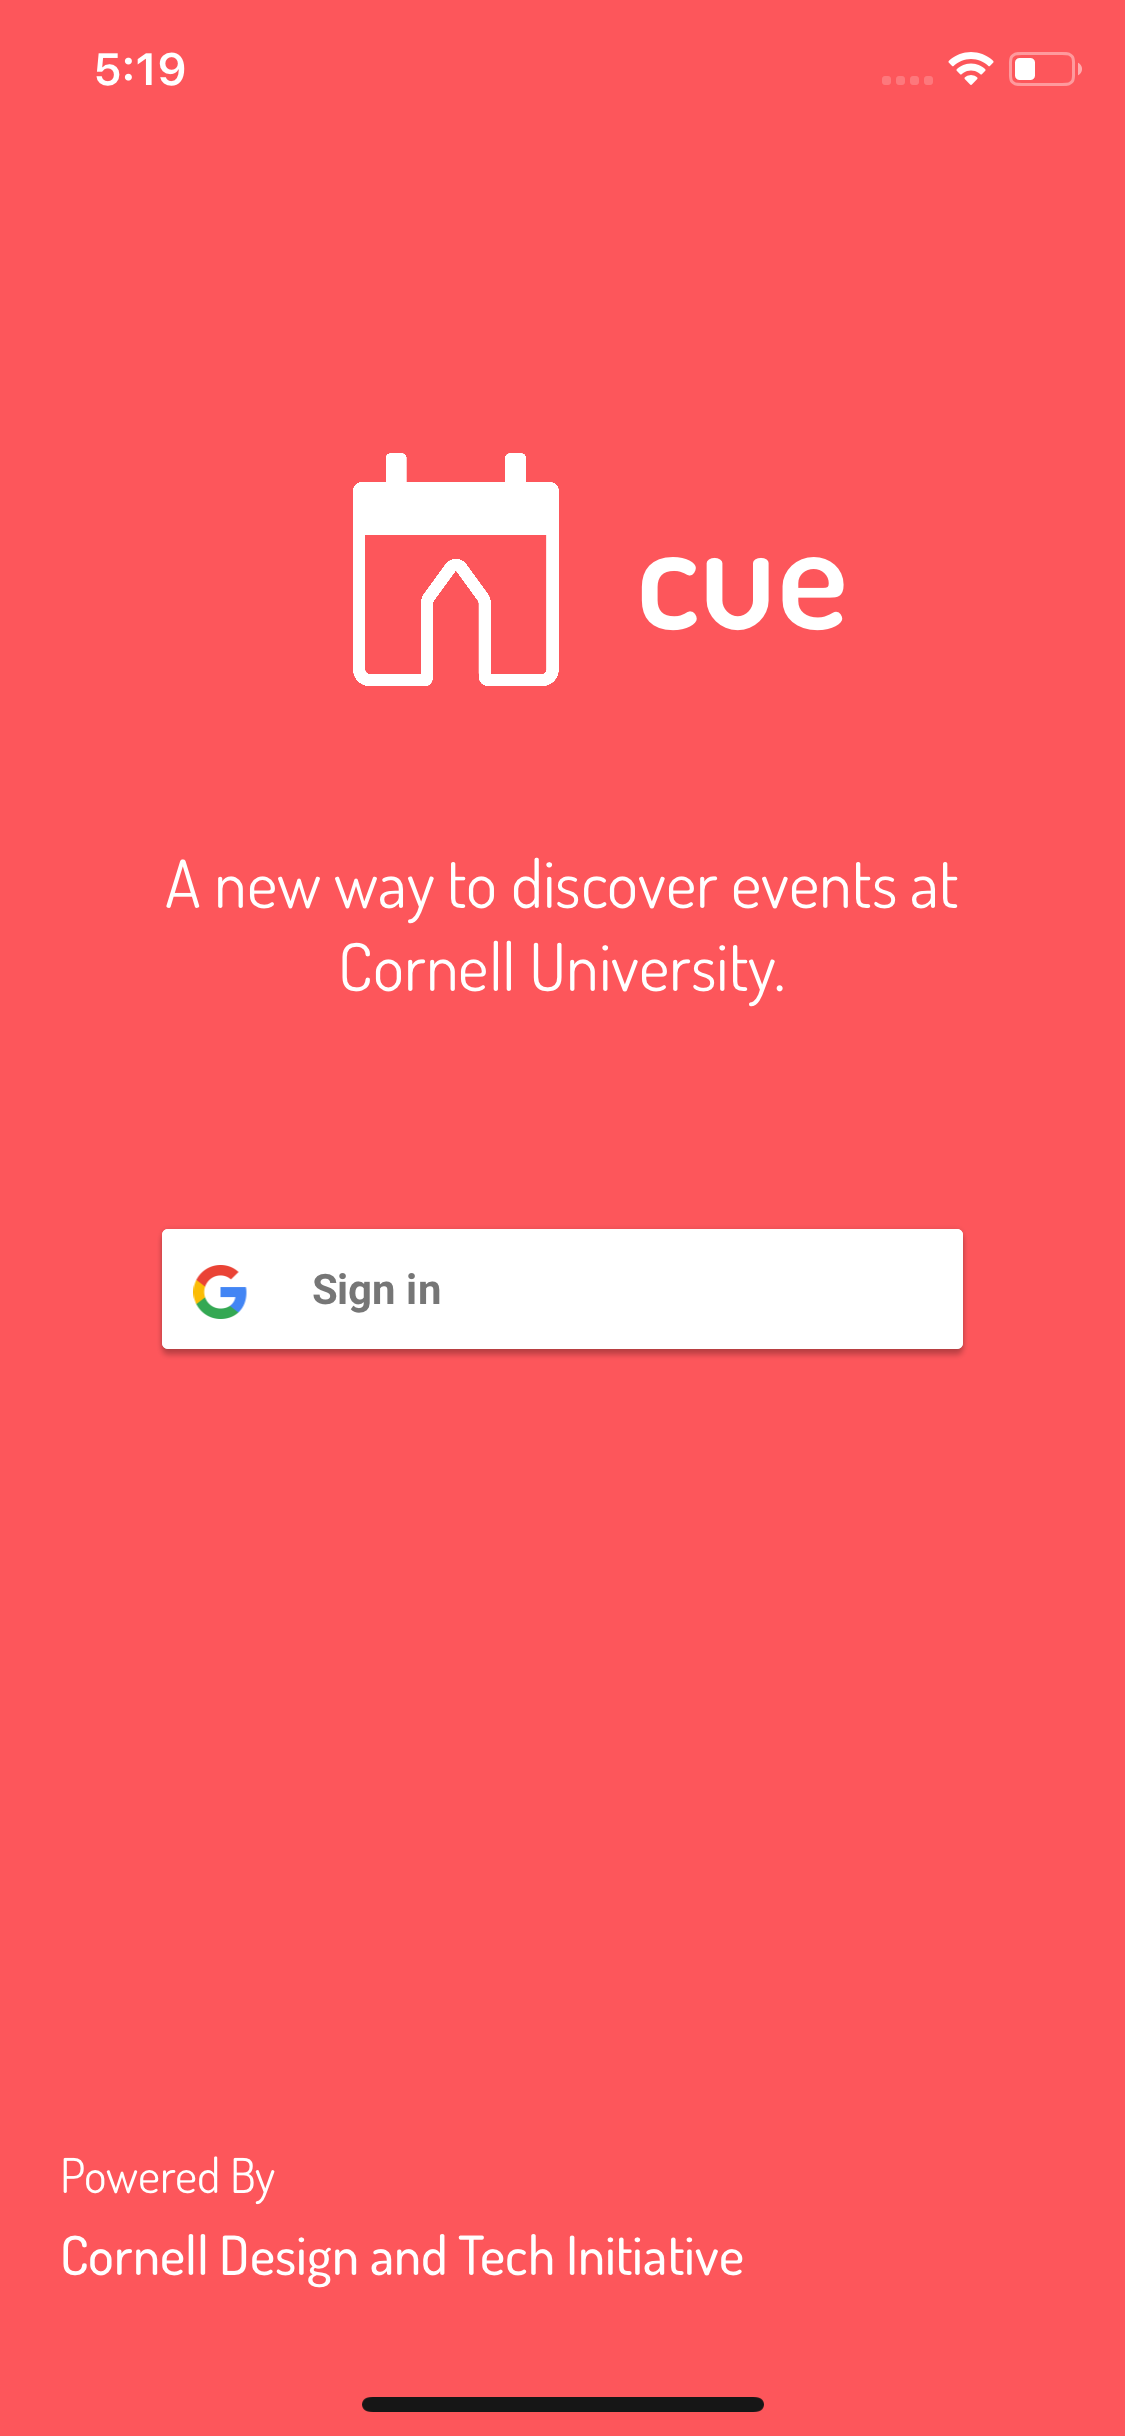 5:19
cue
A new way to discover events at
Cornell University.
Sign in
Powered By
Cornell Design and Tech Initiative